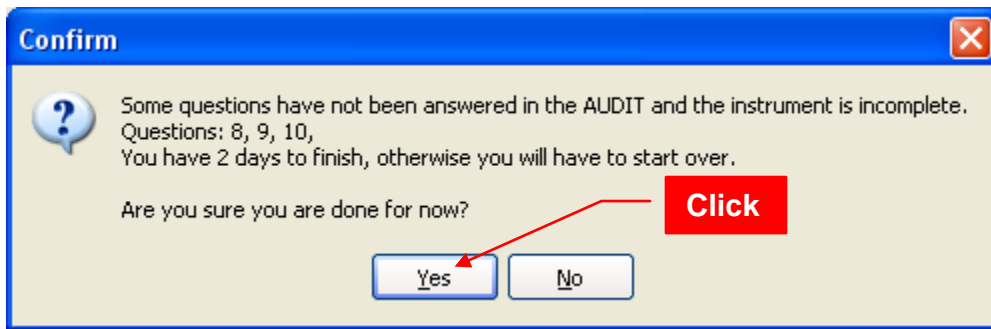 Confirm
Some questions have not been answered in the AUDIT and the instrument is incomplete.
Questions: 8, 9, 10,
You have 2 days to finish, otherwise you will have to start over.
Are you sure you are done for now?
Click
Yes
No